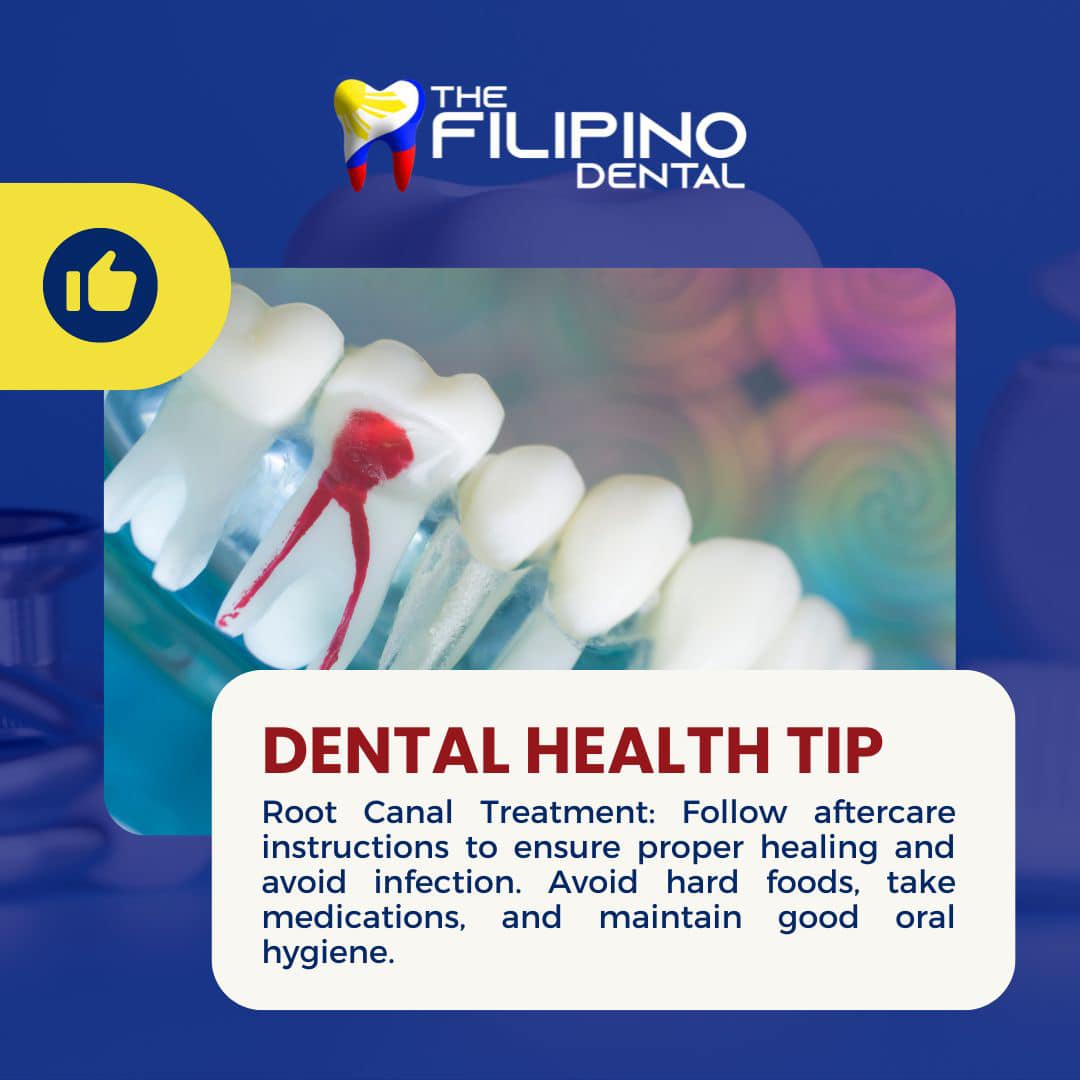 THE
FILIPINO
DENTAL
DENTAL HEALTH TIP
Root Canal Treatment: Follow aftercare
instructions to ensure proper healing and
avoid infection. Avoid hard foods, take
medications, and maintain good oral
hygiene.